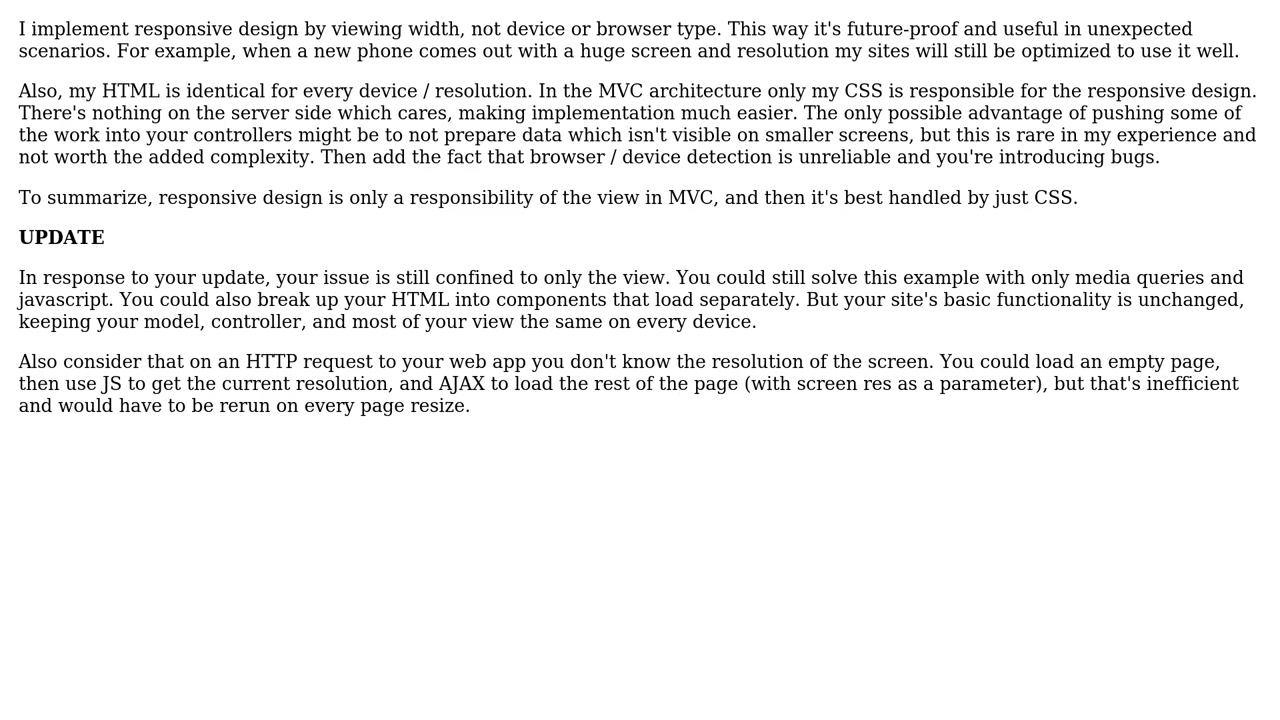 I implement responsive design by viewing width, not device or browser type. This way it's future-proof and useful in unexpected
scenarios. For example, when a new phone comes out with a huge screen and resolution my sites will still be optimized to use it well.
Also, my HTML is identical for every device / resolution. In the MVC architecture only my CSS is responsible for the responsive design.
There's nothing on the server side which cares, making implementation much easier. The only possible advantage of pushing some of
the work into your controllers might be to not prepare data which isn't visible on smaller screens, but this is rare in my experience and
not worth the added complexity. Then add the fact that browser / device detection is unreliable and you're introducing bugs.
To summarize, responsive design is only a responsibility of the view in MVC, and then it's best handled by just CSS.
UPDATE
In response to your update, your issue is still confined to only the view. You could still solve this example with only media queries and
javascript. You could also break up your HTML into components that load separately. But your site's basic functionality is unchanged,
keeping your model, controller, and most of your view the same on every device.
Also consider that on an HTTP request to your web app you don't know the resolution of the screen. You could load an empty page,
then use JS to get the current resolution, and AJAX to load the rest of the page (with screen res as a parameter), but that's inefficient
and would have to be rerun on every page resize.